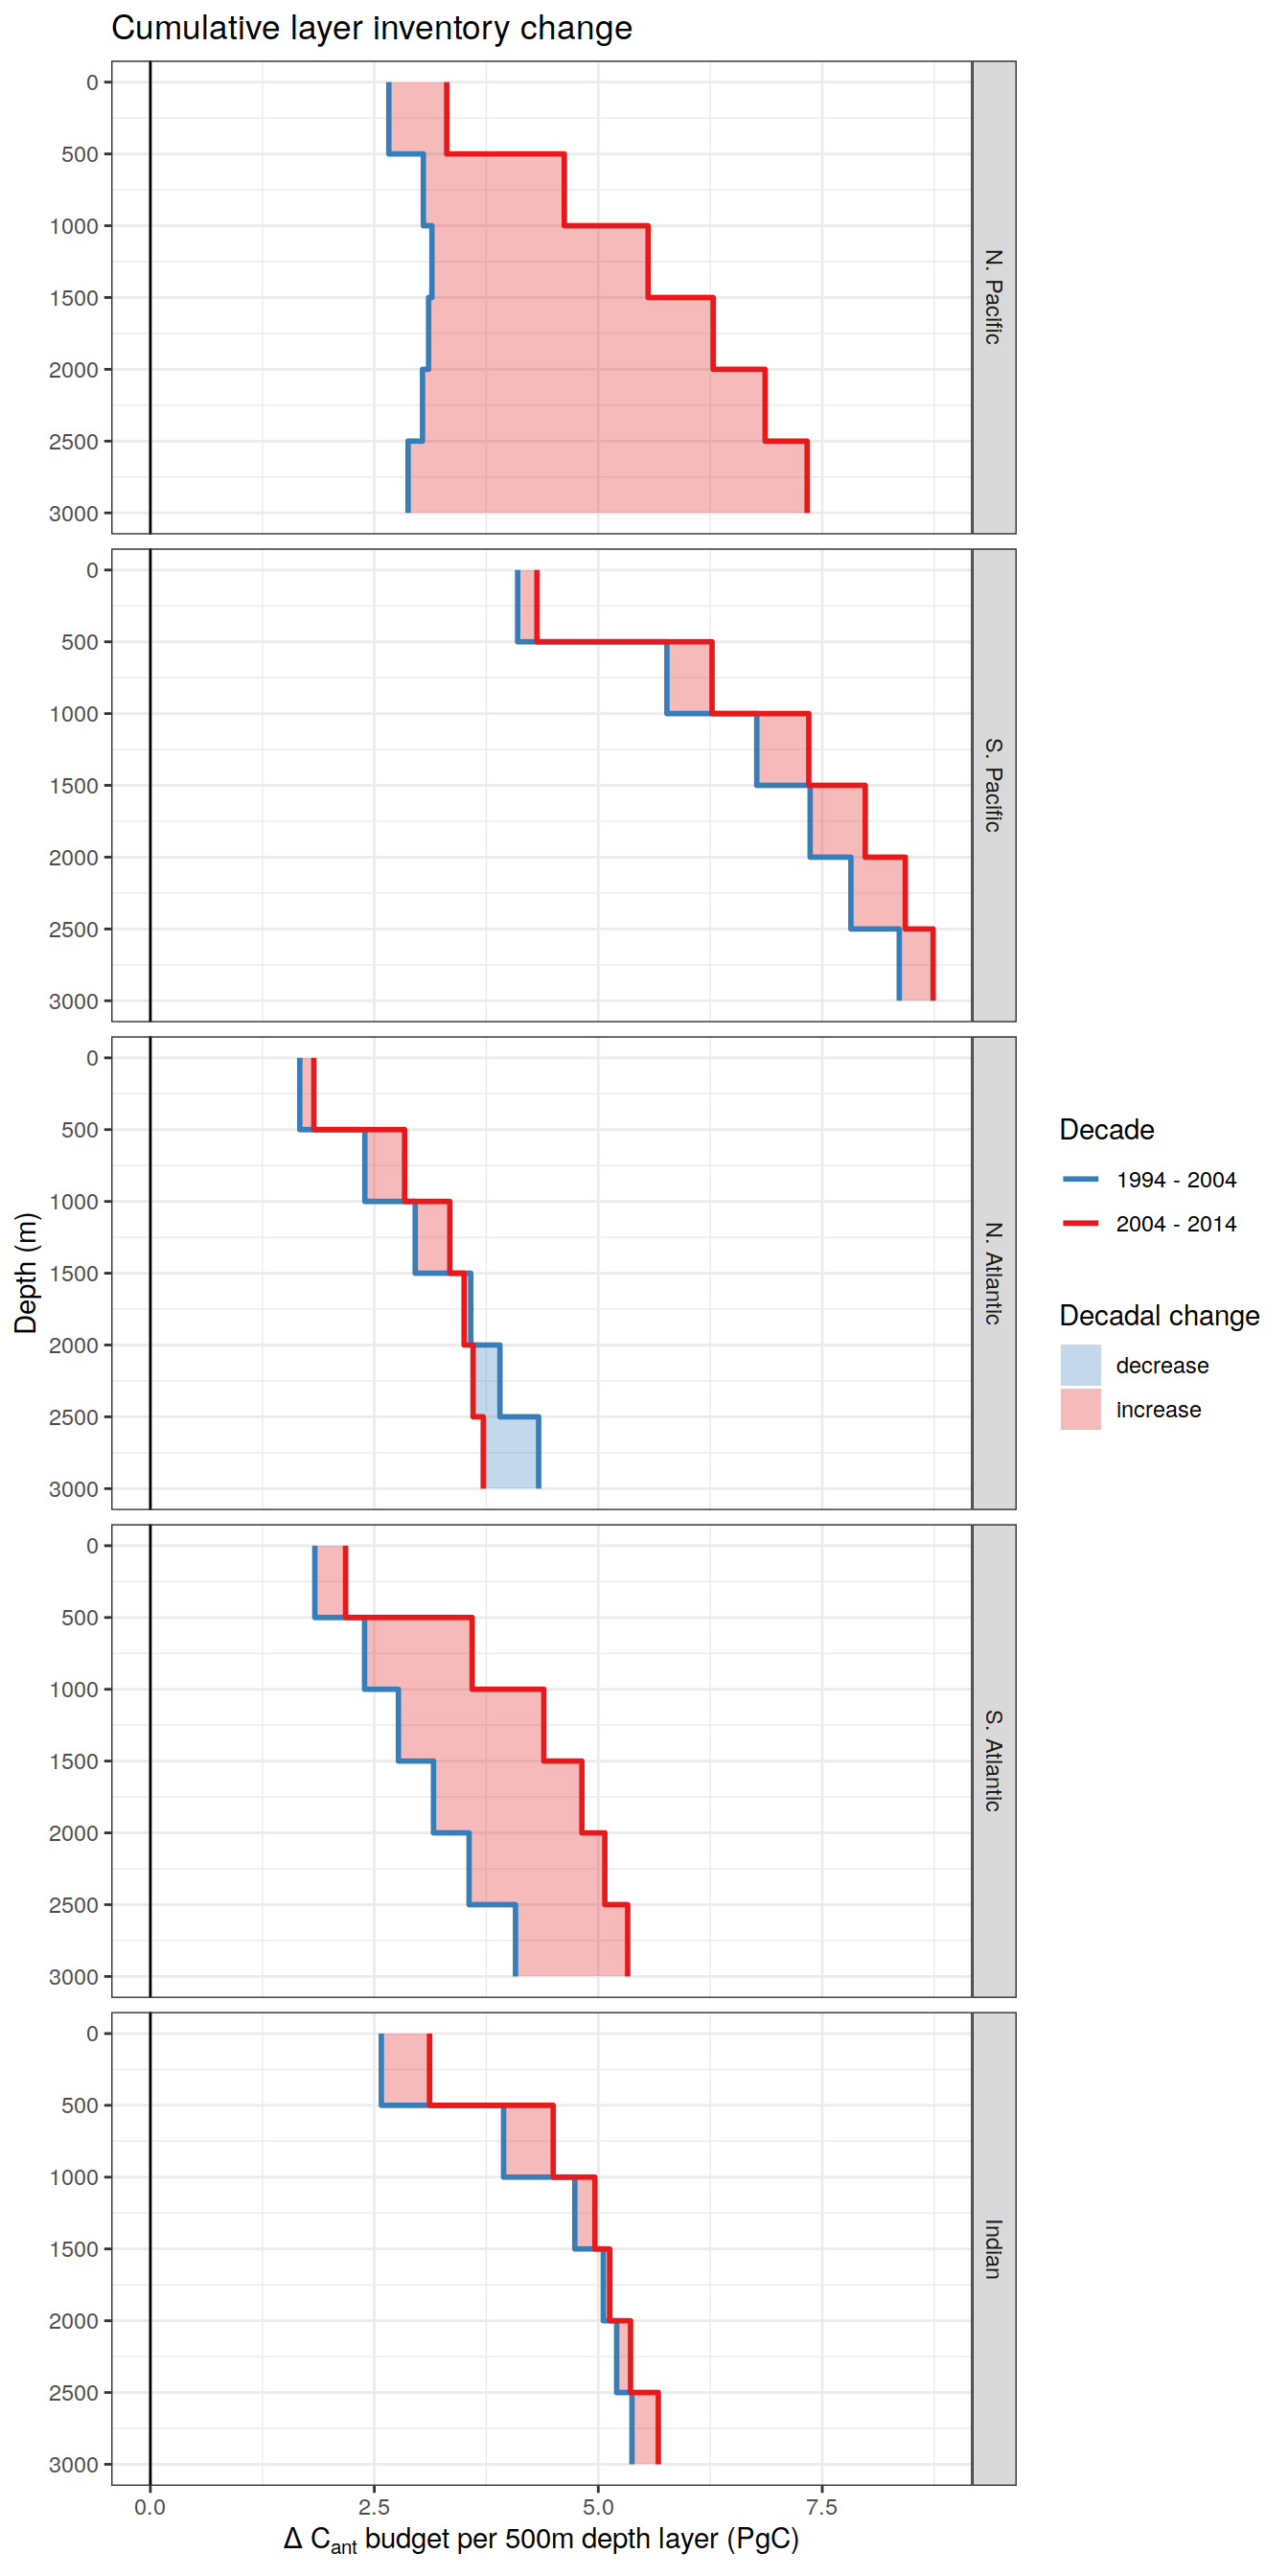 Cumulative layer inventory change
0
500
1000
1500
2000
2500
3000
N. Pacific
0
500
1000
1500
2000
2500
3000
S. Pacific
0
500
1000
1500
2000
2500
3000
N. Atlantic
0
500
1000
1500
2000
2500
3000
S. Atlantic
0
500
1000
1500
2000
2500
3000
Indian
Depth (m)
0.0 2.5 5.0 7.5
Δ Cant budget per 500m depth layer (PgC)
Decade
1994 - 2004
2004 - 2014
Decadal change
decrease
increase